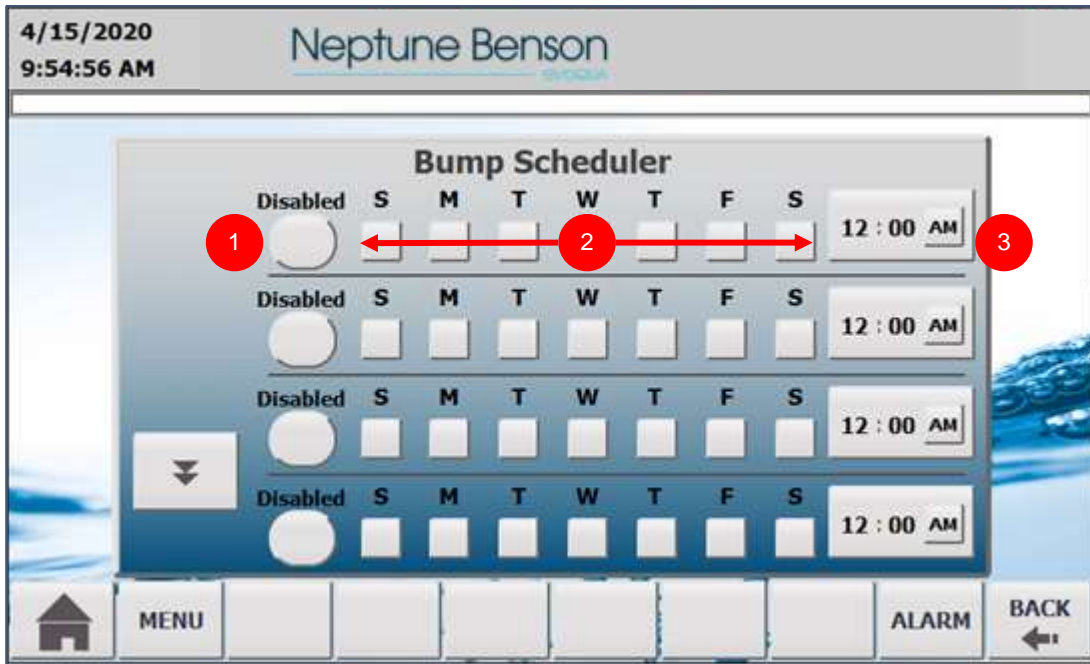 4/15/2020
9:54:56 AM
Neptune Benson
evoqua
Bump Scheduler
Disabled S M T W T F S
1 2 12 : 00 AM 3
Disabled S M T W T F S
12 : 00 AM
Disabled S M T W T F S
12 : 00 AM
Disabled S M T W T F S
12 : 00 AM
MENU ALARM BACK